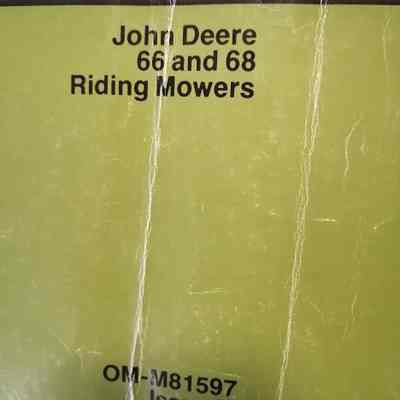 John Deere
66 and 68
Riding Mowers
OM-M81597